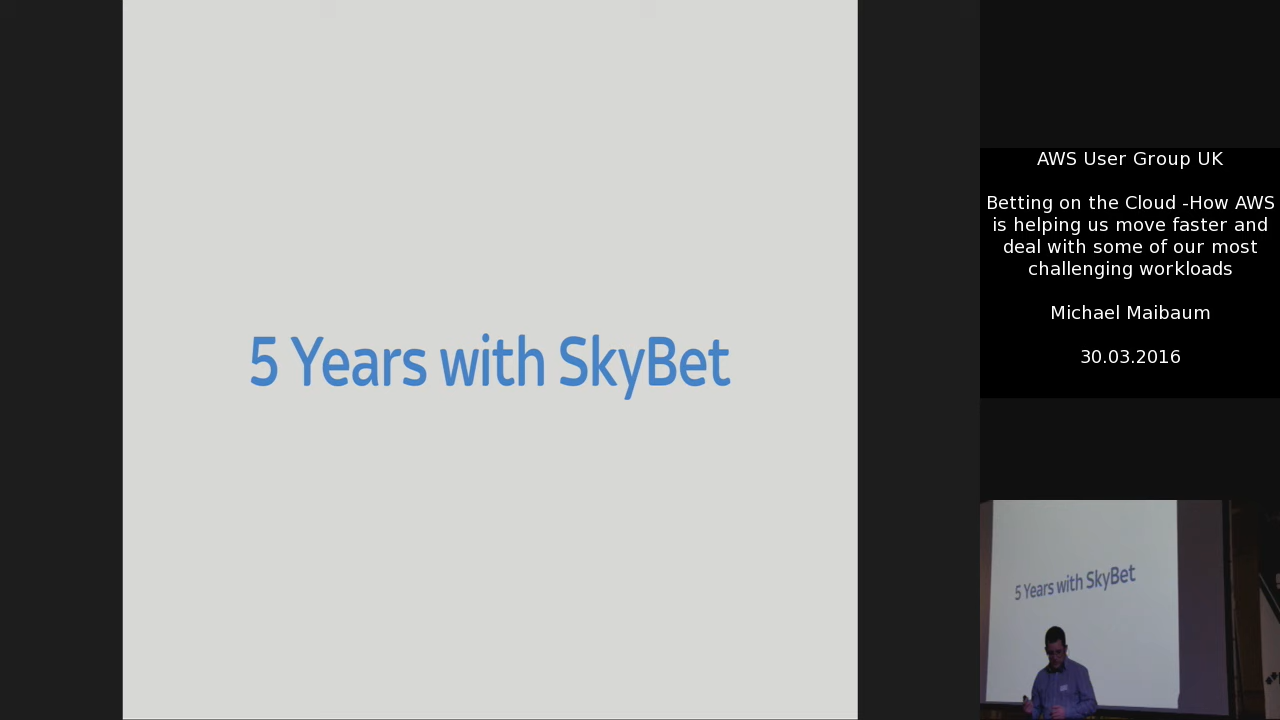 5 Years with SkyBet
AWS User Group UK
Betting on the Cloud -How AWS
is helping us move faster and
deal with some of our most
challenging workloads
Michael Maibaum
30.03.2016
5 Years with SkyBet